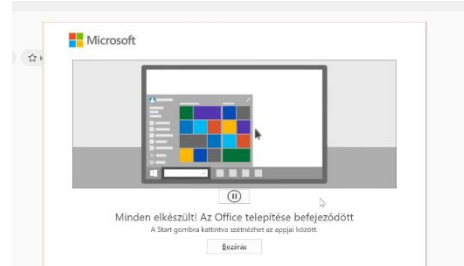 Microsoft
Minden elkészült! Az Office telepítése befejeződött
A Start gombra kattintva szétnézhet az appjai között.
Bezárás